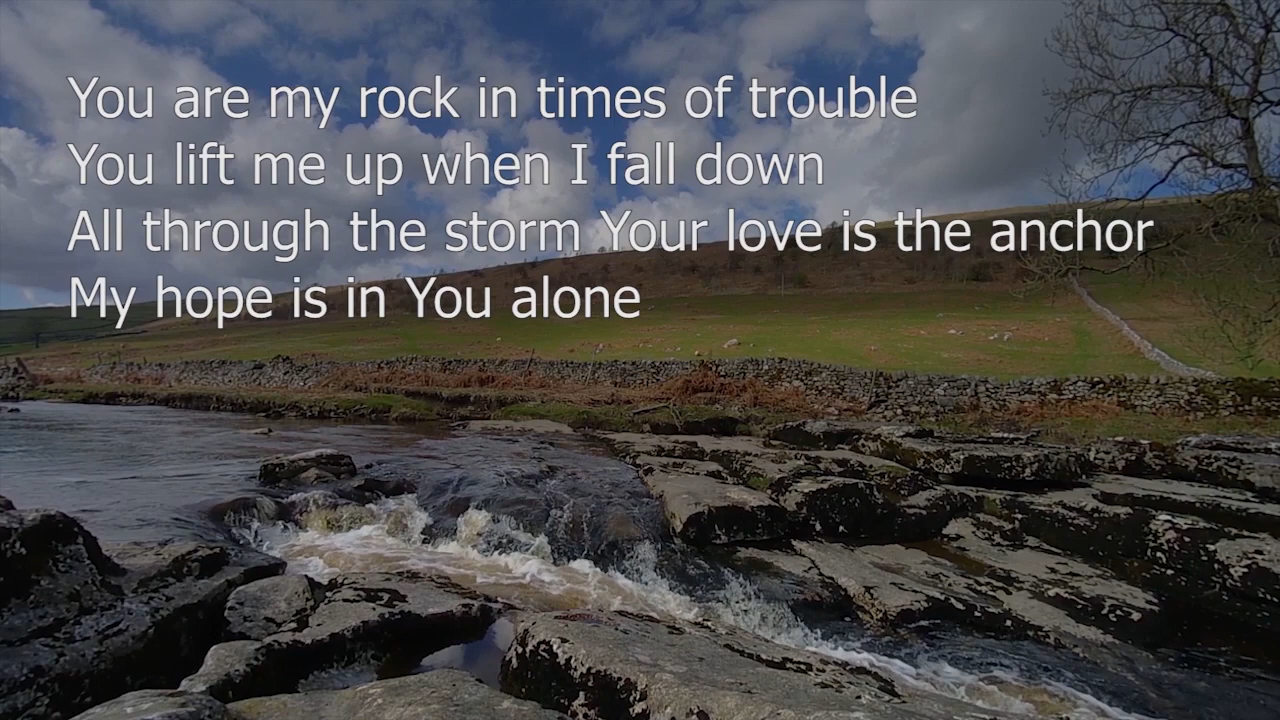 You are my rock in times of trouble
You lift me up when I fall down
All through the storm Your love is the anchor
My hope is in You alone